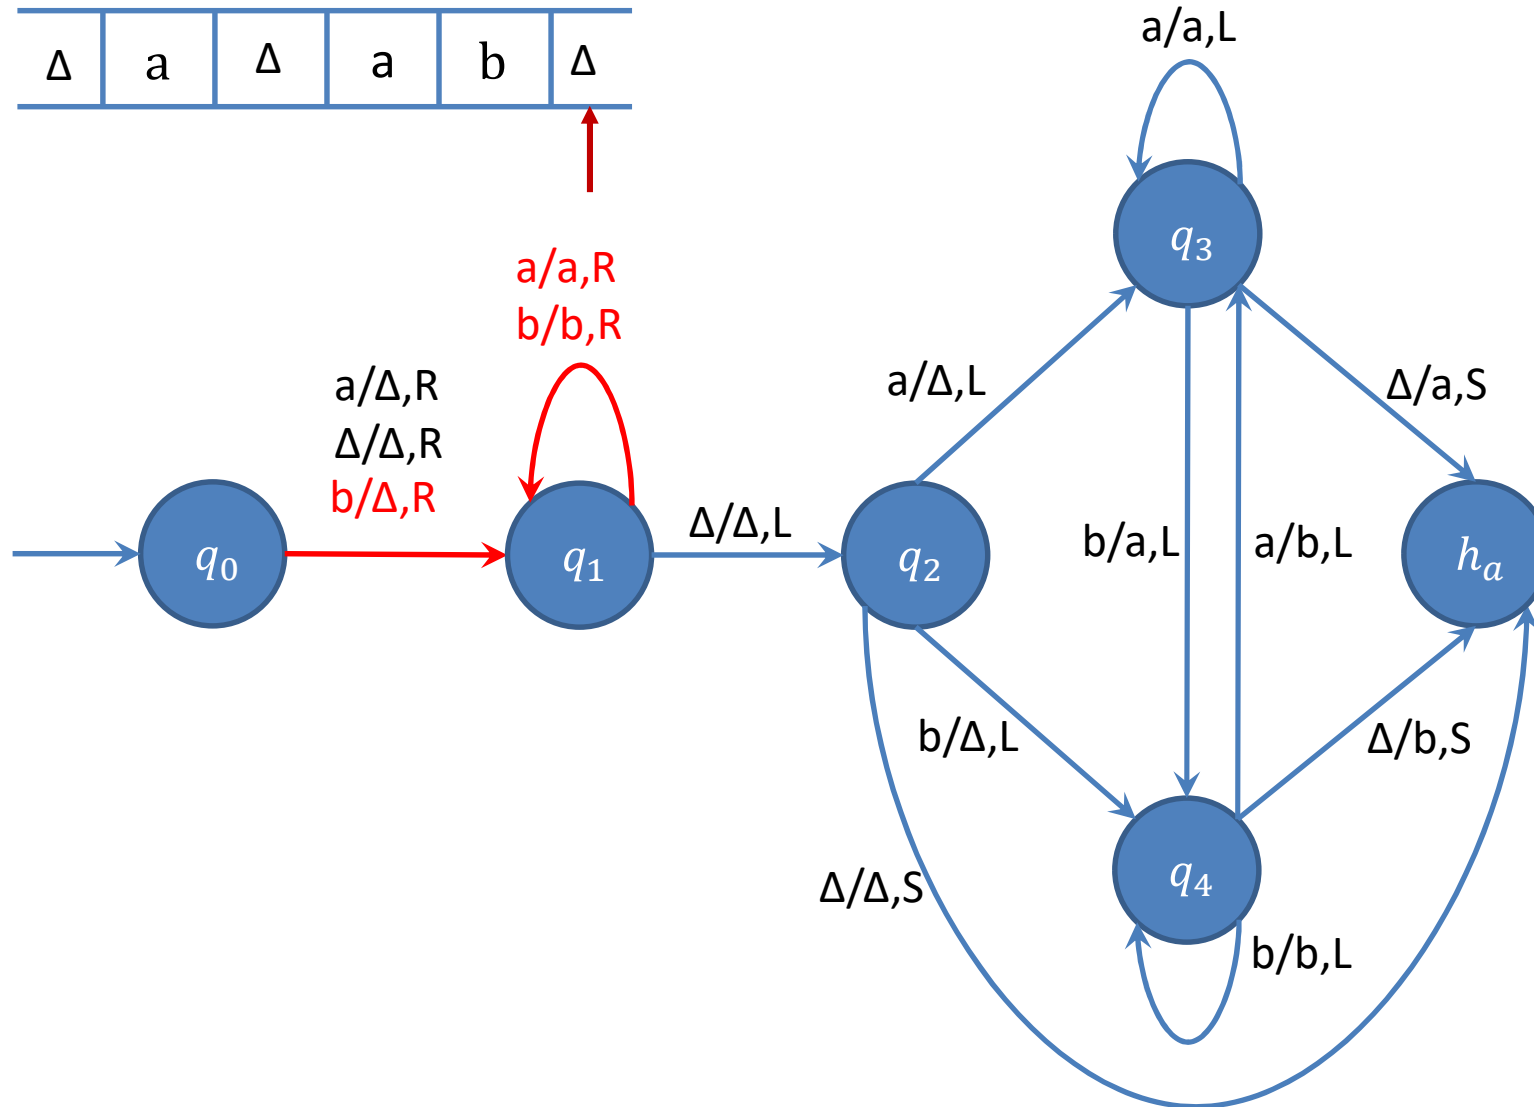 Δ a Δ a b Δ
a/a,L
q₃
a/a,R
b/b,R
a/Δ,R
Δ/Δ,R
b/Δ,R
a/Δ,L
Δ/a,S
q₀
q₁
Δ/Δ,L
q₂
b/a,L
a/b,L
hₐ
b/Δ,L
Δ/b,S
Δ/Δ,S
q₄
b/b,L